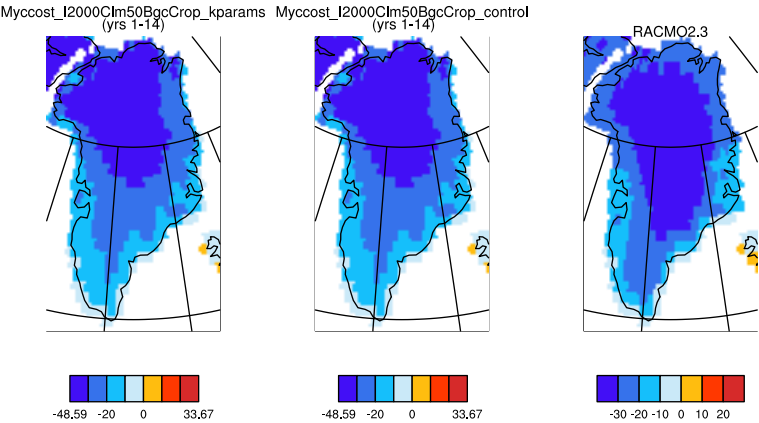 Myccost_I2000Clm50BgcCrop_kparams
(yrs 1-14)
Myccost_I2000Clm50BgcCrop_control
(yrs 1-14)
RACMO2.3
-48.59 -20 0 33.67
-48.59 -20 0 33.67
-30 -20 -10 0 10 20